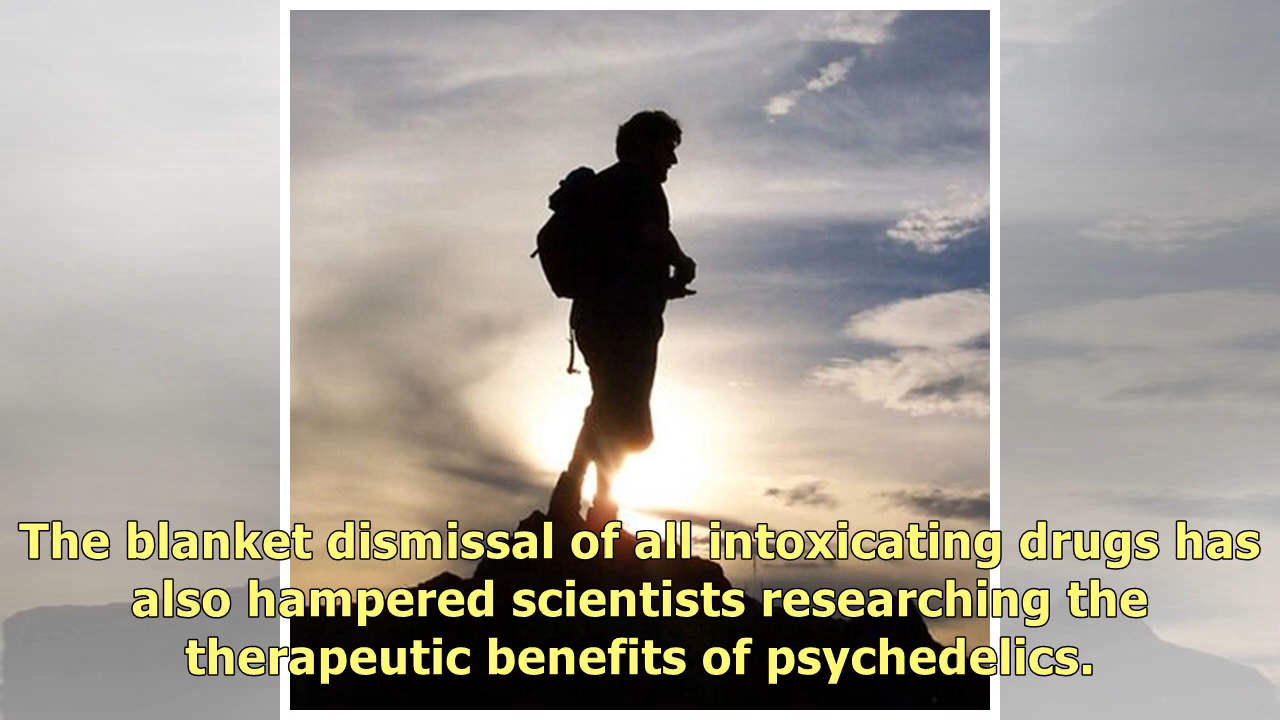 The blanket dismissal of all intoxicating drugs has
also hampered scientists researching the
therapeutic benefits of psychedelics.